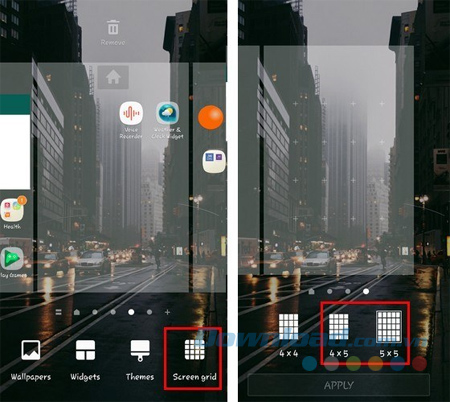 Remove
Voice
Recorder
Weather &
Clock Widget
Health
Play Games
Wallpapers
Widgets
Themes
Screen grid
4 x 4
4 x 5
5 x 5
APPLY
Download.com.vn